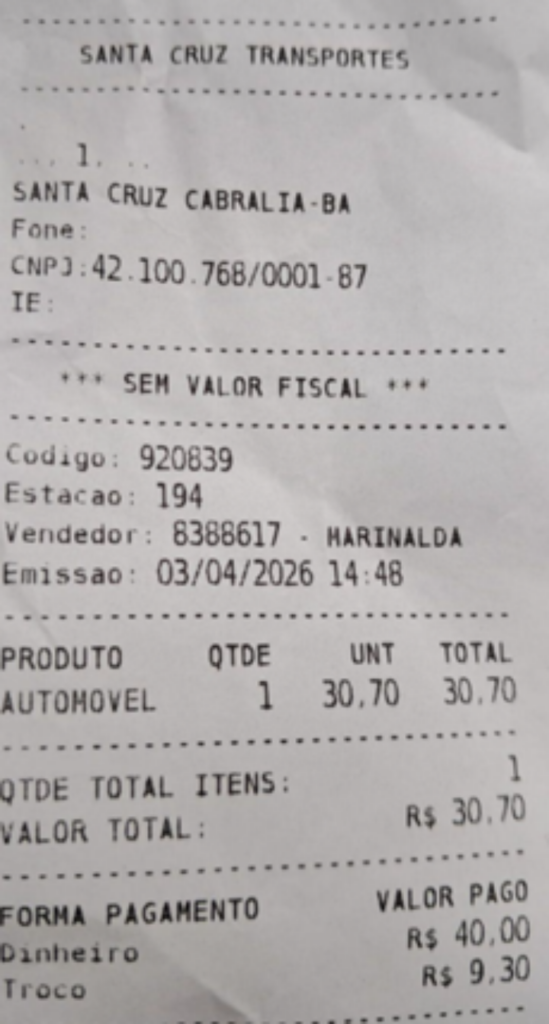 SANTA CRUZ TRANSPORTES
... 1. ..
SANTA CRUZ CABRALIA-BA
Fone:
CNPJ:42.100.768/0001-87
IE:
*** SEM VALOR FISCAL ***
Codigo: 920839
Estacao: 194
Vendedor: 8388617 - MARINALDA
Emissao: 03/04/2026 14:48
PRODUTO QTDE UNT TOTAL
AUTOMOVEL 1 30,70 30,70
QTDE TOTAL ITENS: 1
VALOR TOTAL: R$ 30,70
FORMA PAGAMENTO VALOR PAGO
Dinheiro R$ 40,00
Troco R$ 9,30